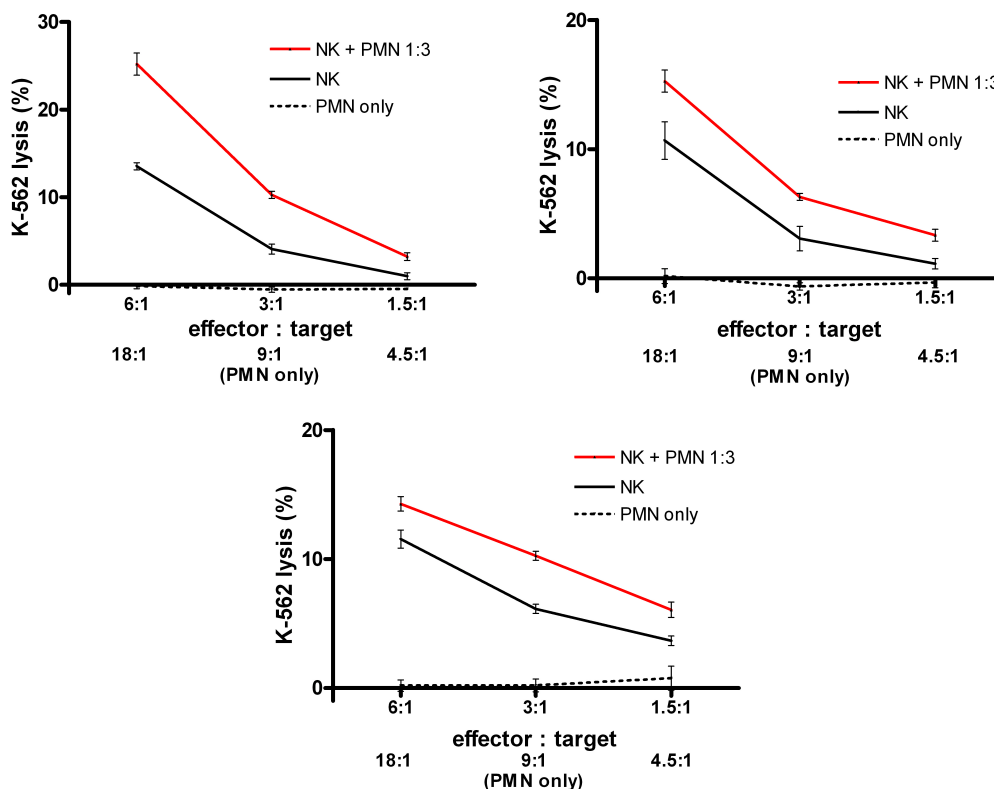 30
20
10
0
K-562 lysis (%)
NK + PMN 1:3
NK
PMN only
6:1 3:1 1.5:1
effector : target
18:1 9:1 4.5:1
(PMN only)
20
10
0
K-562 lysis (%)
NK + PMN 1:3
NK
PMN only
6:1 3:1 1.5:1
effector : target
18:1 9:1 4.5:1
(PMN only)
20
10
0
K-562 lysis (%)
NK + PMN 1:3
NK
PMN only
6:1 3:1 1.5:1
effector : target
18:1 9:1 4.5:1
(PMN only)